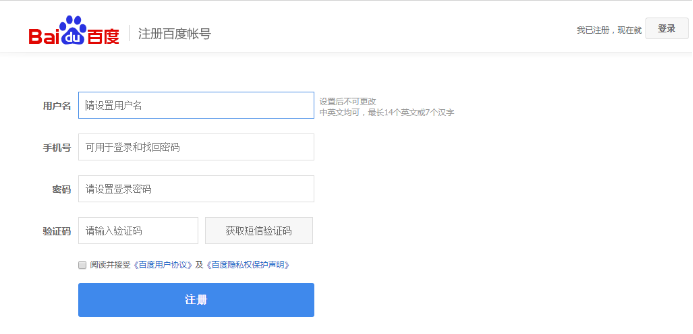 Bai du 百度 注册百度帐号
我已注册，现在就 登录
用户名 请设置用户名 设置后不可更改
中英文均可，最长14个英文或7个汉字
手机号 可用于登录和找回密码
密码 请设置登录密码
验证码 请输入验证码 获取短信验证码
阅读并接受《百度用户协议》及《百度隐私权保护声明》
注册